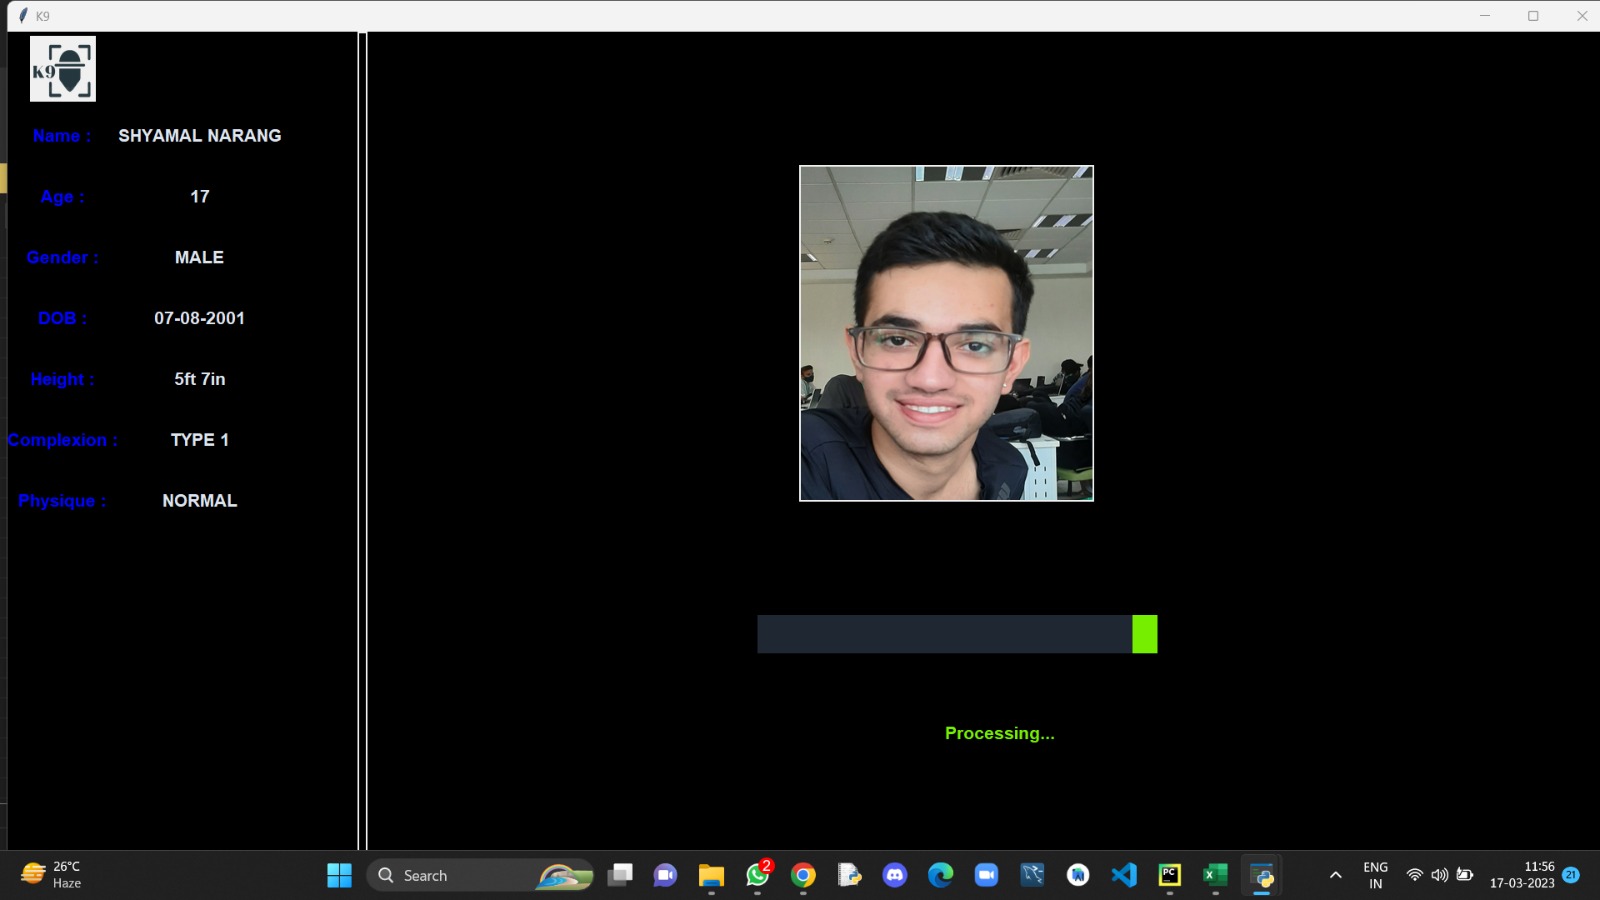 K9
K9
Name : SHYAMAL NARANG
Age : 17
Gender : MALE
DOB : 07-08-2001
Height : 5ft 7in
Complexion : TYPE 1
Physique : NORMAL
Processing...
26°C
Haze
Search
2
PC
X
ENG
IN
11:56
17-03-2023
21